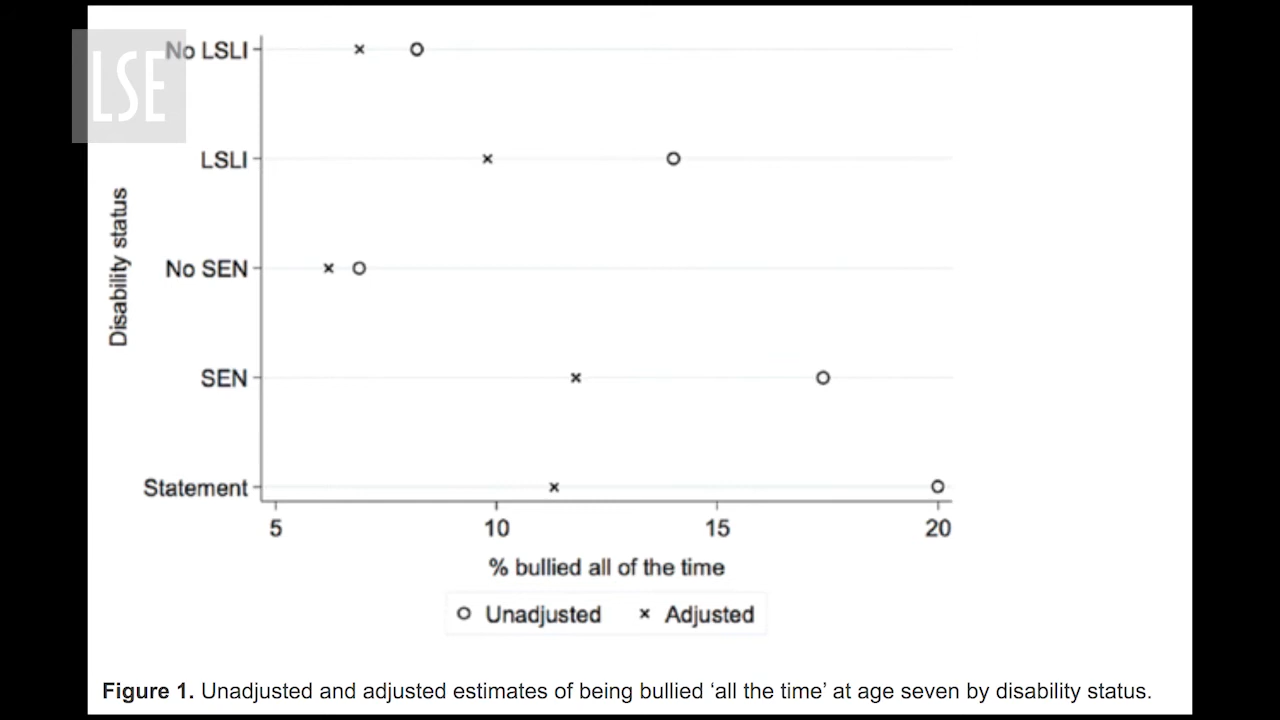 LSE
No LSLI
LSLI
No SEN
SEN
Statement
Disability status
5 10 15 20
% bullied all of the time
Unadjusted Adjusted
Figure 1. Unadjusted and adjusted estimates of being bullied ‘all the time’ at age seven by disability status.